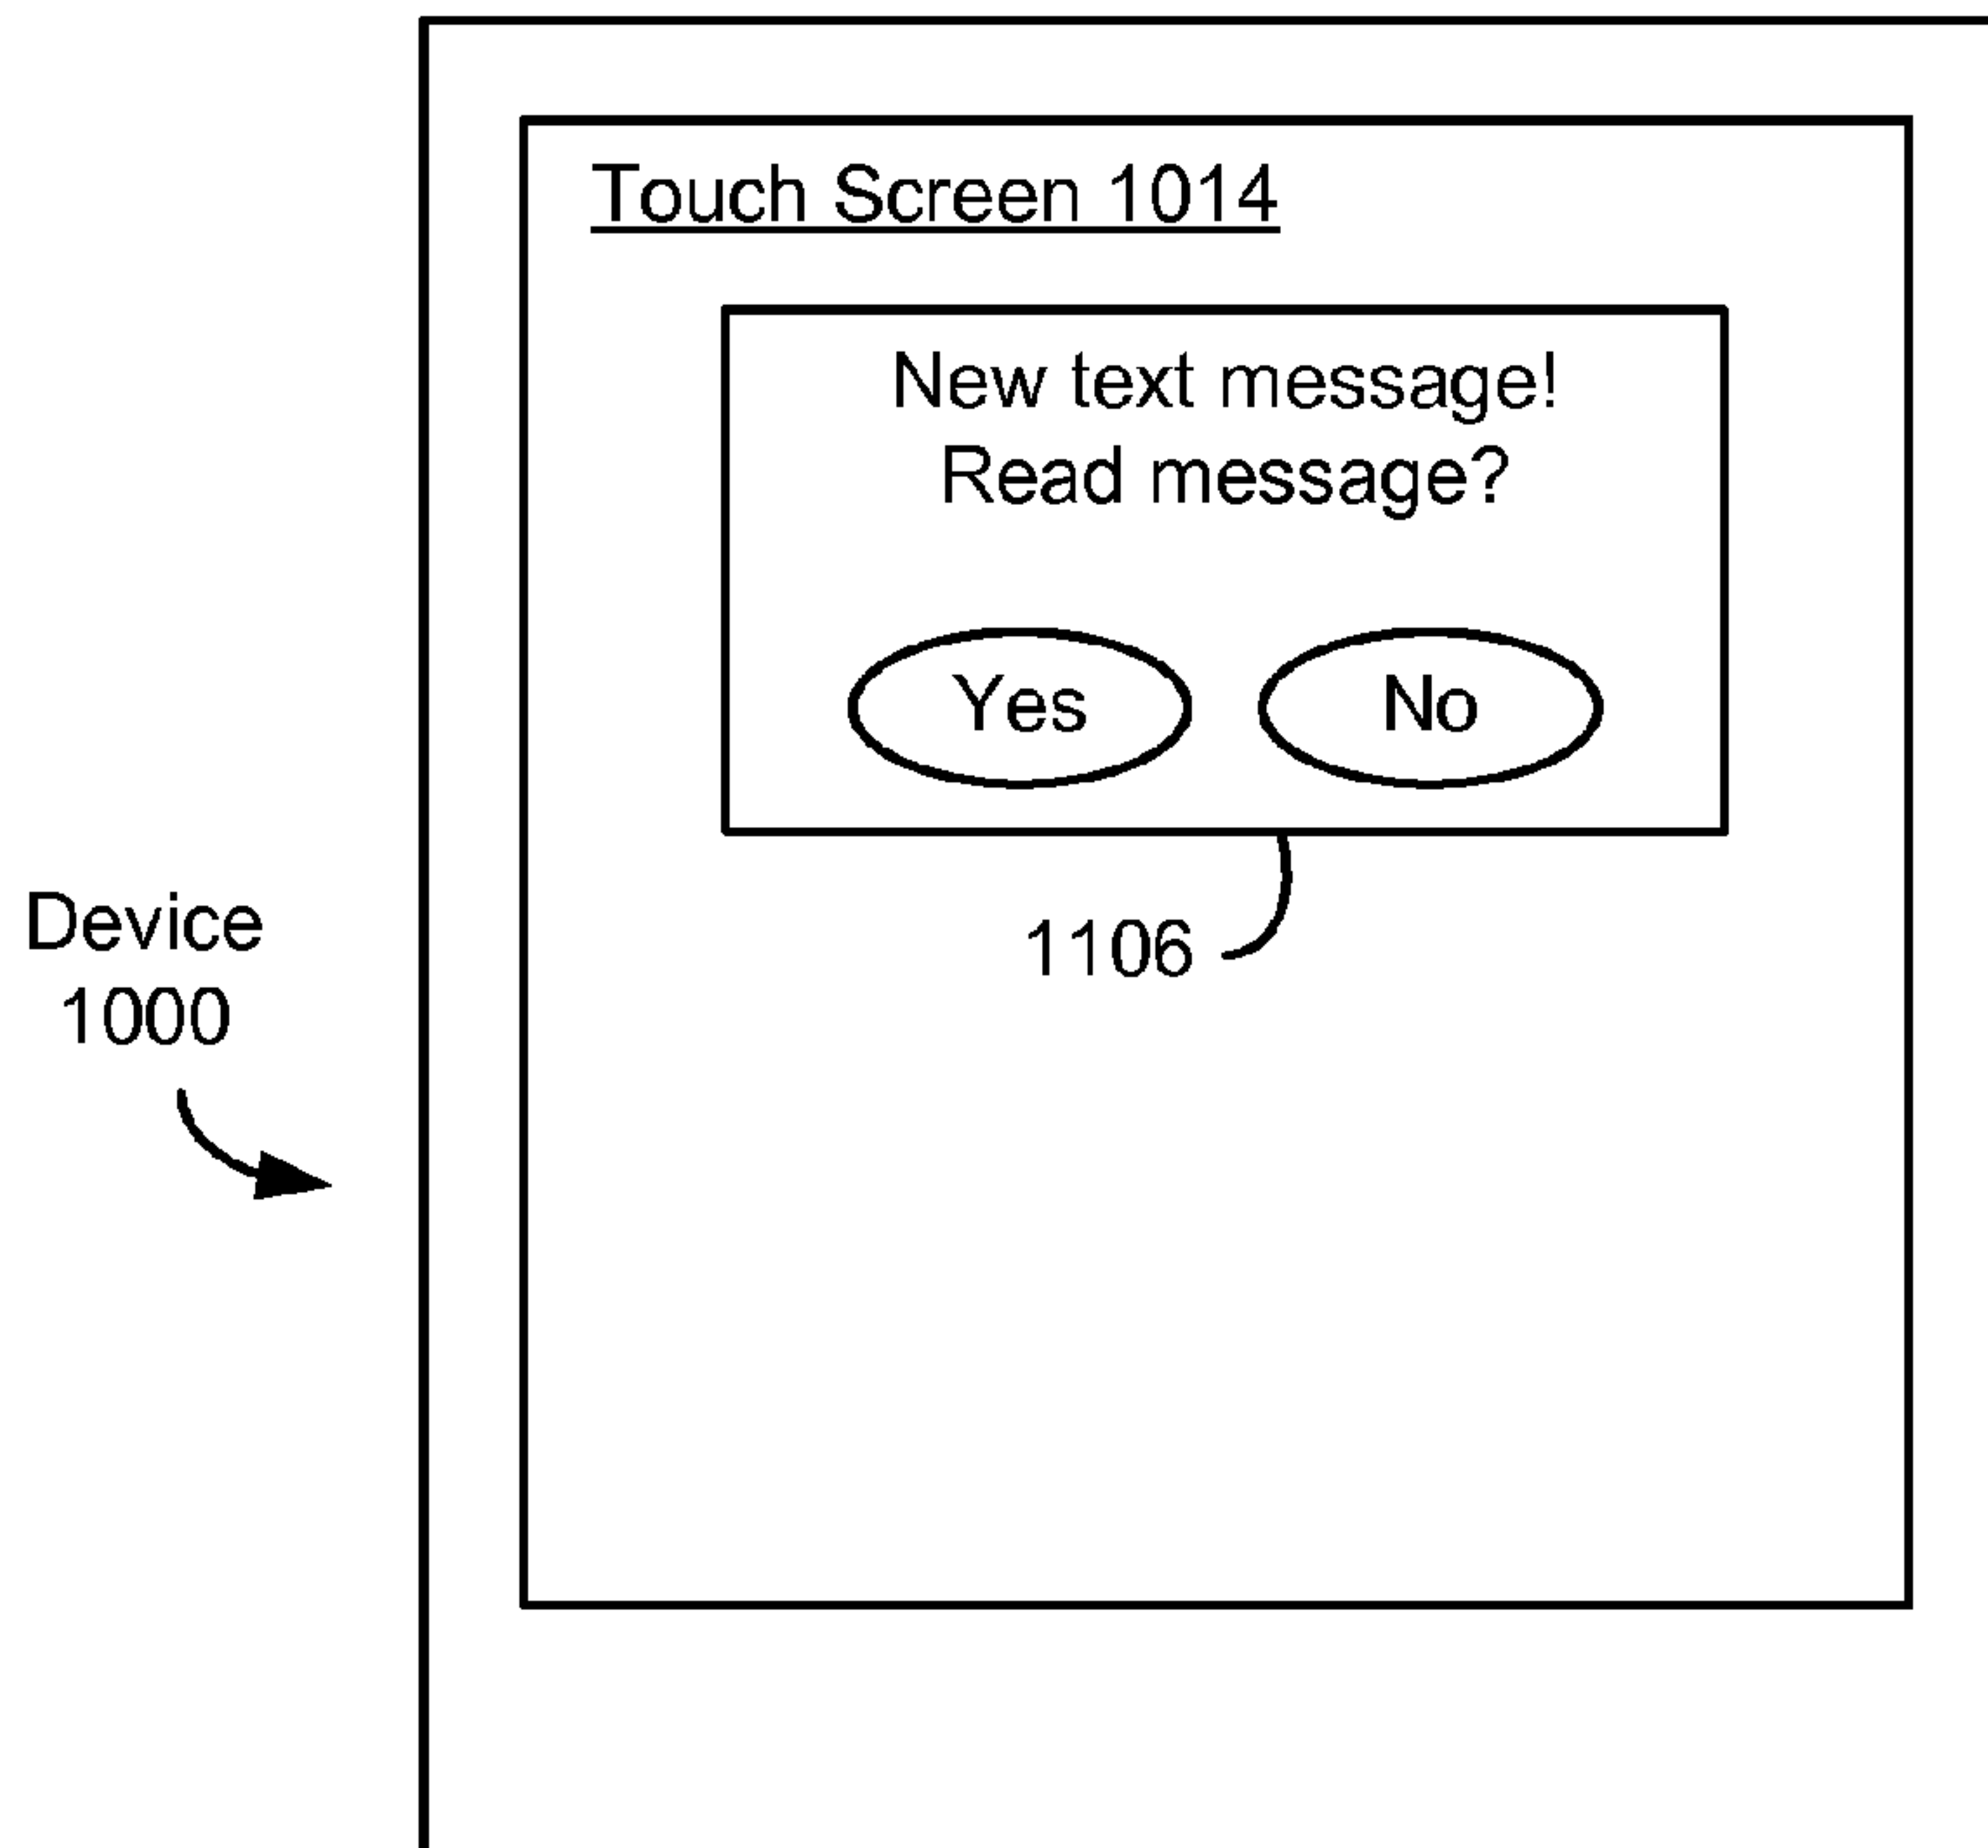 Touch Screen 1014
New text message!
Read message?
Yes No
1106
Device
1000